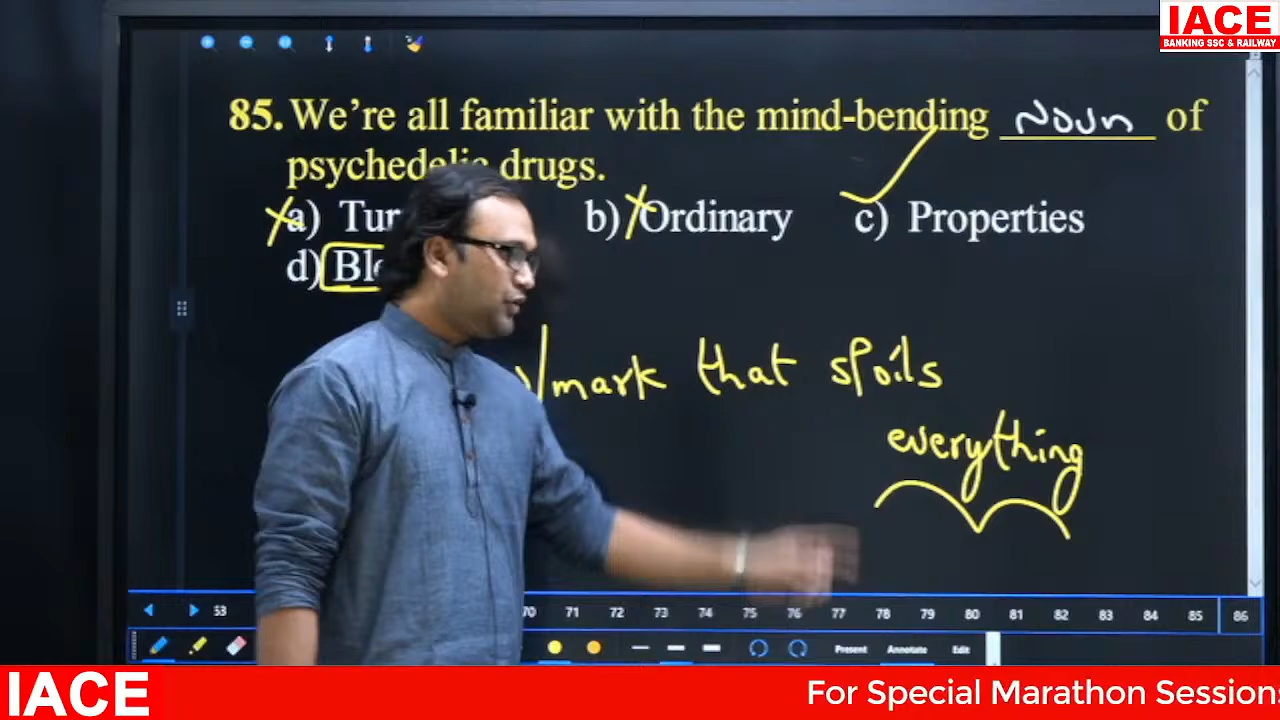 IACE
BANKING SSC & RAILWAY
85. We're all familiar with the mind-bending Noun of
psychedelic drugs.
a) b) Ordinary c) Properties
d)
mark that spoils
everything
53 70 71 72 73 74 75 76 77 78 79 80 81 82 83 84 85 86
Present Annotate Edit
IACE For Special Marathon Sessions